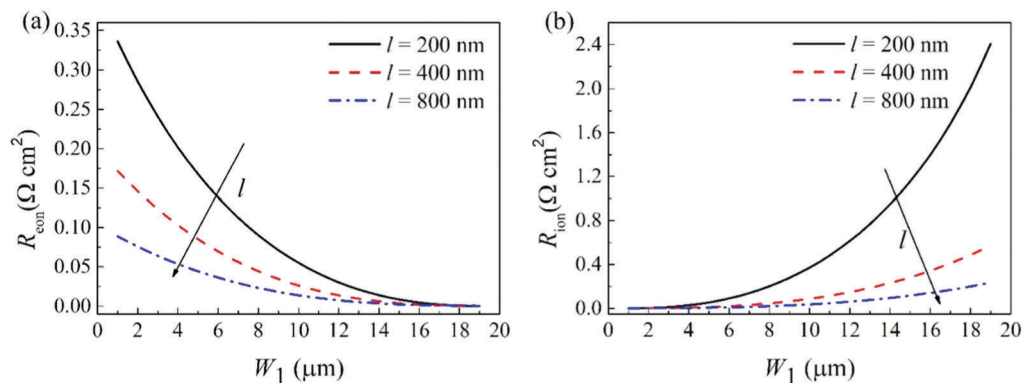 (a)
0.35
0.30
0.25
0.20
0.15
0.10
0.05
0.00
R_con(Ω cm²)
l = 200 nm
l = 400 nm
l = 800 nm
l
0 2 4 6 8 10 12 14 16 18 20
W₁ (μm)
(b)
2.4
2.0
1.6
1.2
0.8
0.4
0.0
R_ion(Ω cm²)
l = 200 nm
l = 400 nm
l = 800 nm
l
0 2 4 6 8 10 12 14 16 18 20
W₁ (μm)